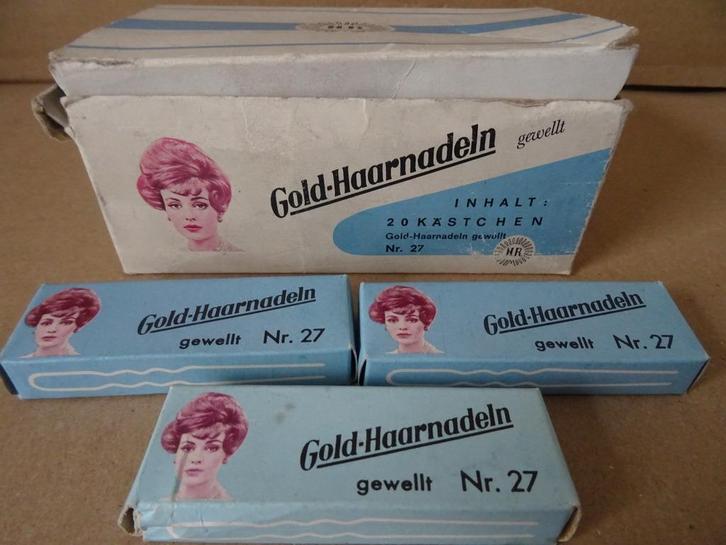 Gold-Haarnadeln gewellt
INHALT:
20 KÄSTCHEN
Gold-Haarnadeln gewellt
Nr. 27
HR
Gold-Haarnadeln
gewellt Nr. 27
Gold-Haarnadeln
gewellt Nr. 27
Gold-Haarnadeln
gewellt Nr. 27